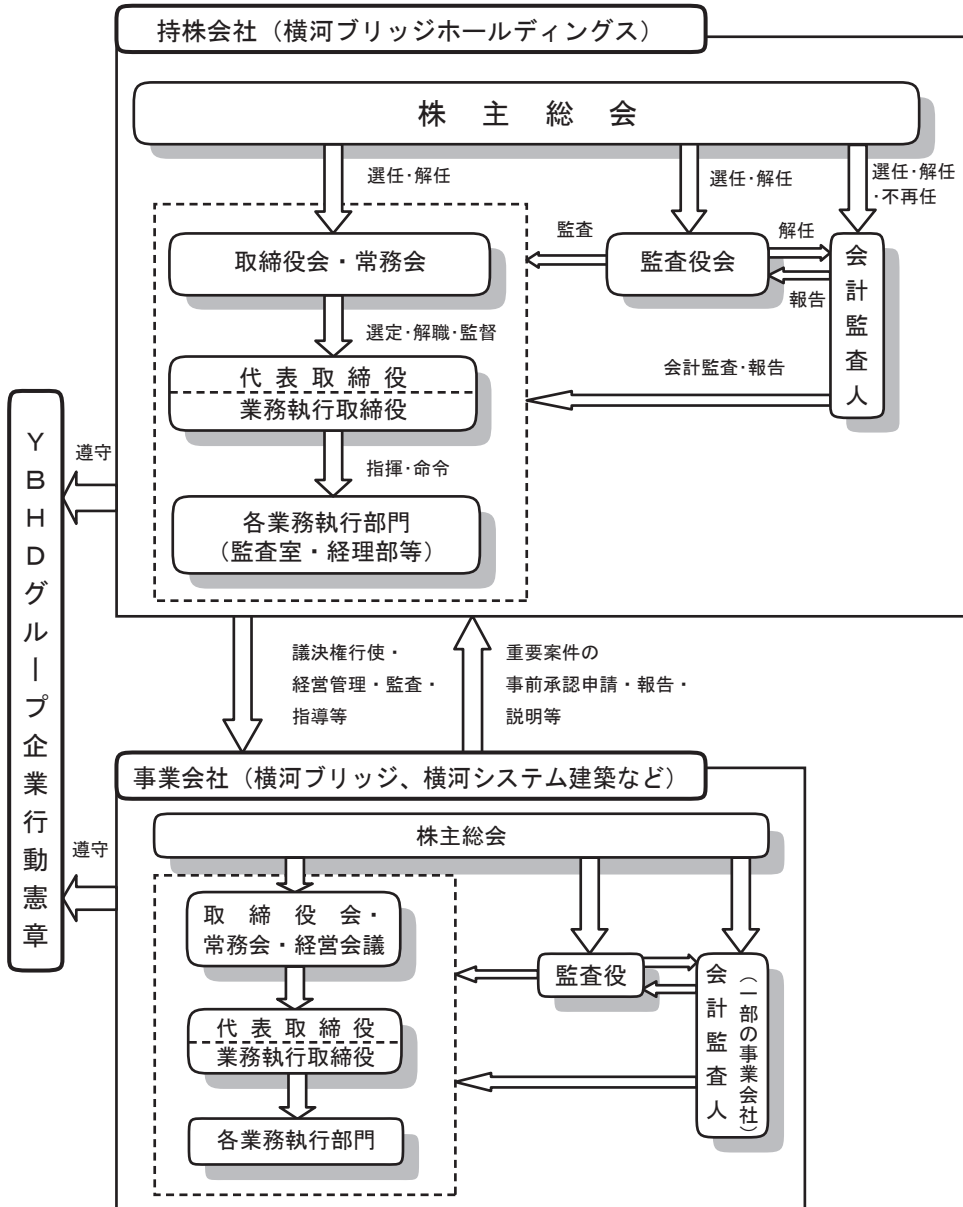 持株会社（横河ブリッジホールディングス）
株主総会
選任・解任
選任・解任
選任・解任
・不再任
取締役会・常務会
監査
監査役会
解任
報告
会計監査人
選定・解職・監督
代表取締役
業務執行取締役
会計監査・報告
指揮・命令
各業務執行部門
（監査室・経理部等）
YBHDグループ企業行動憲章
遵守
議決権行使・
経営管理・監査・
指導等
重要案件の
事前承認申請・報告・
説明等
事業会社（横河ブリッジ、横河システム建築など）
株主総会
遵守
取締役会・
常務会・経営会議
監査役
会計監査人
（一部の事業会社）
代表取締役
業務執行取締役
各業務執行部門